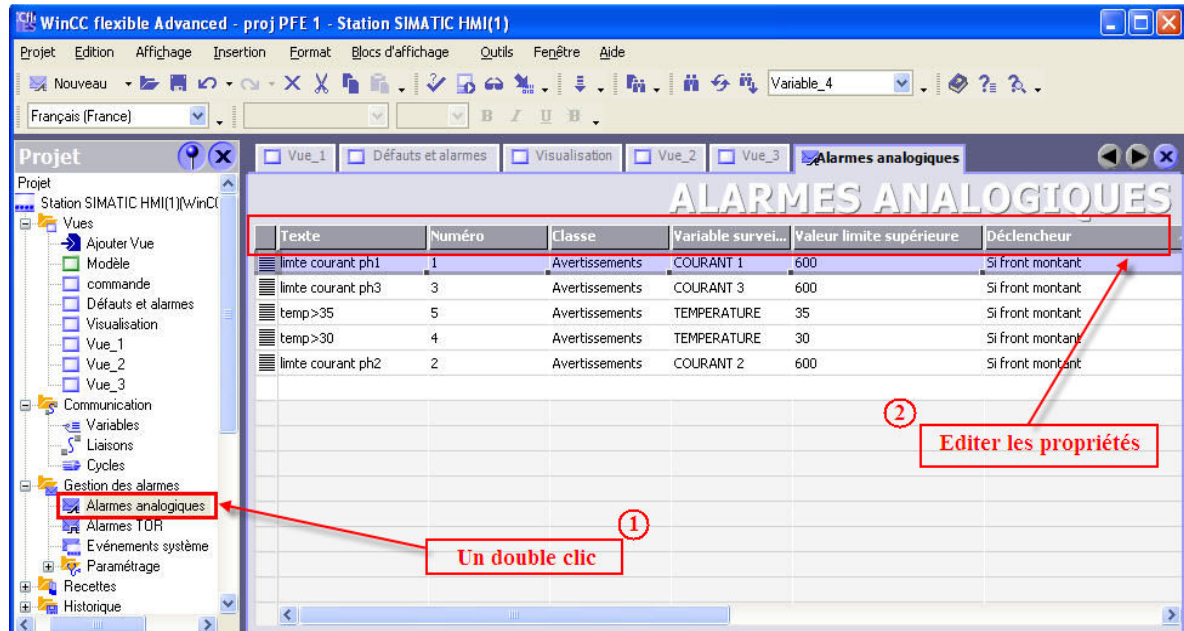 WinCC flexible Advanced - proj PFE 1 - Station SIMATIC HMI(1)
Projet Edition Affichage Insertion Format Blocs d'affichage Outils Fenêtre Aide
Nouveau Variable_4
Français (France) B I U
Projet
Vue_1 Défauts et alarmes Visualisation Vue_2 Vue_3 Alarmes analogiques
Projet
Station SIMATIC HMI(1)(WinC(
Vues
Ajouter Vue
Modèle
commande
Défauts et alarmes
Visualisation
Vue_1
Vue_2
Vue_3
Communication
Variables
Liaisons
Cycles
Gestion des alarmes
Alarmes analogiques
Alarmes TOR
Evénements système
Paramétrage
Recettes
Historique
ALARMES ANALOGIQUES
Texte Numéro Classe Variable survei... Valeur limite supérieure Déclencheur
limte courant ph1 1 Avertissements COURANT 1 600 Si front montant
limte courant ph3 3 Avertissements COURANT 3 600 Si front montant
temp>35 5 Avertissements TEMPERATURE 35 Si front montant
temp>30 4 Avertissements TEMPERATURE 30 Si front montant
limte courant ph2 2 Avertissements COURANT 2 600 Si front montant
2
Editer les propriétés
1
Un double clic